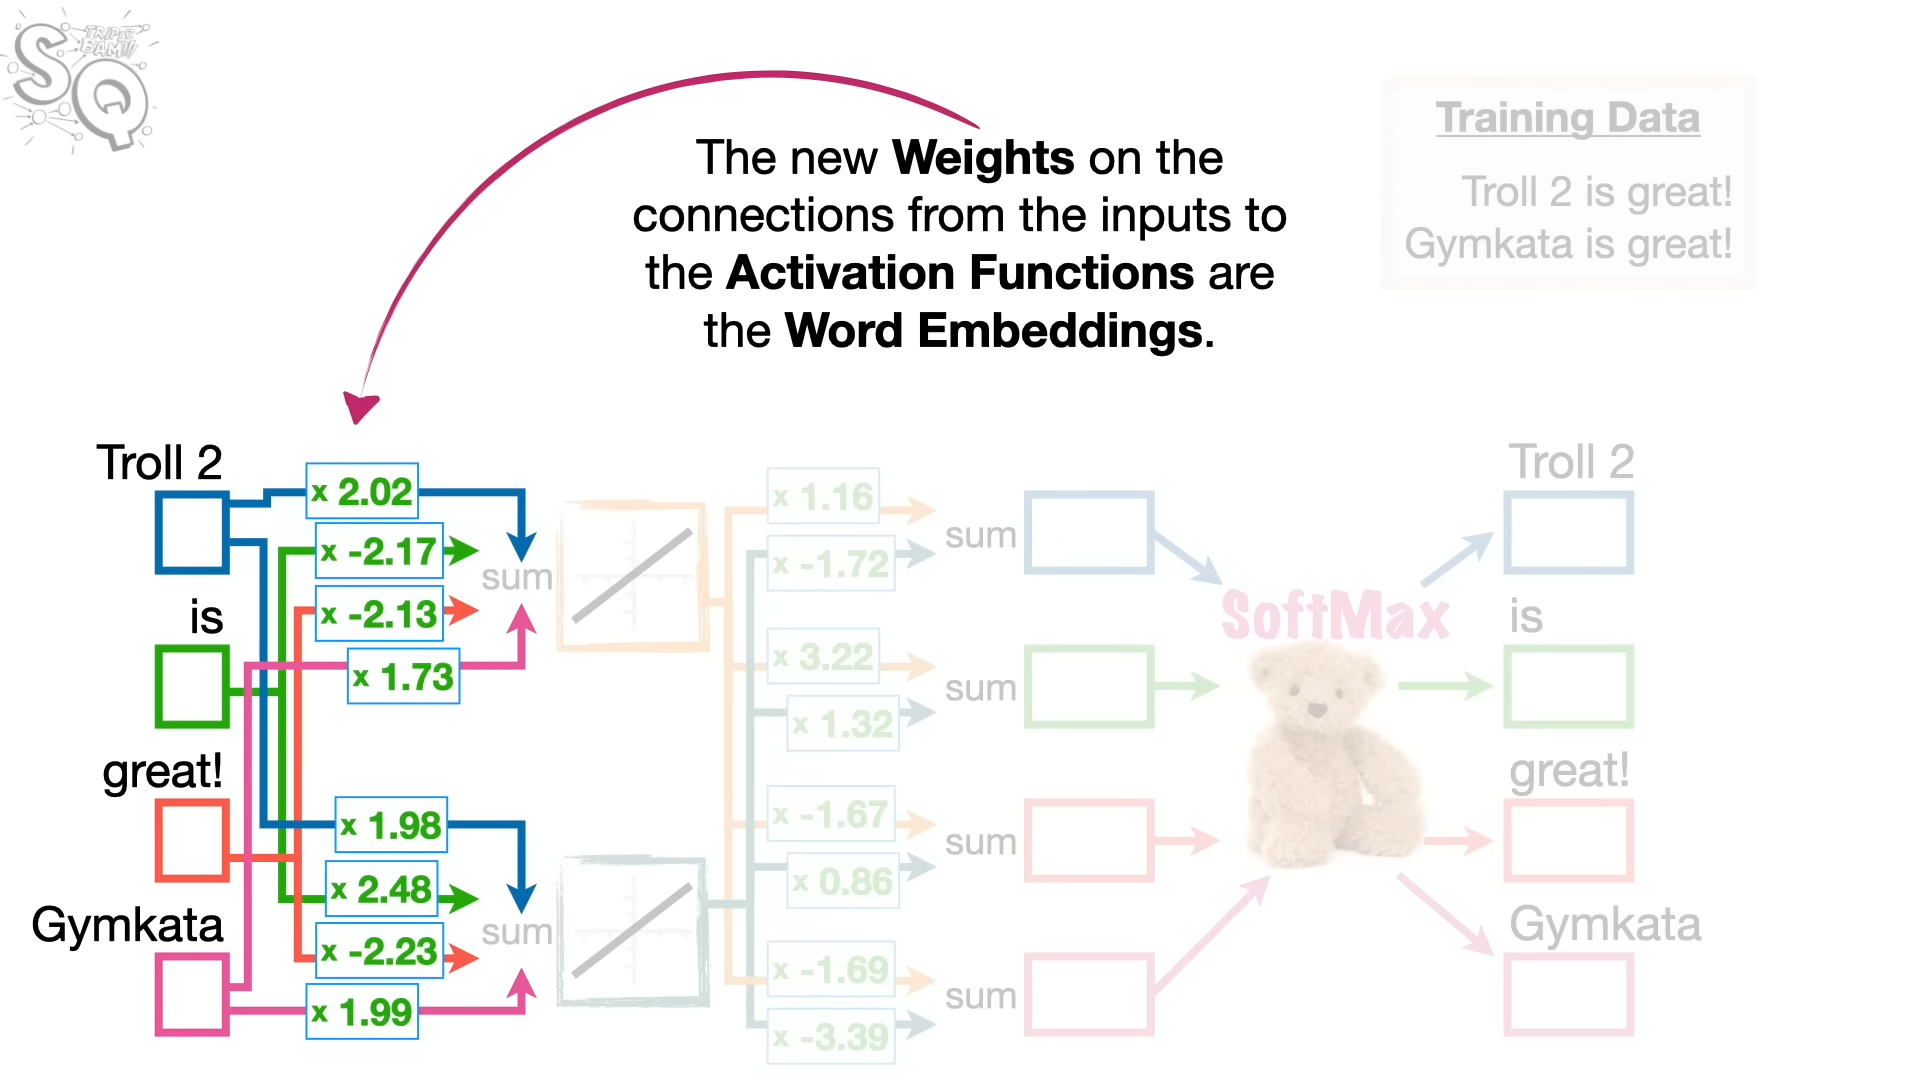 SQ
TRIPLE
BAM!!!
The new Weights on the
connections from the inputs to
the Activation Functions are
the Word Embeddings.
Training Data
Troll 2 is great!
Gymkata is great!
Troll 2
x 2.02
x -2.17
x -2.13
x 1.73
sum
is
great!
x 1.98
x 2.48
x -2.23
x 1.99
sum
Gymkata
x 1.16
x -1.72
sum
x 3.22
x 1.32
sum
x -1.67
x 0.86
sum
x -1.69
x -3.39
sum
SoftMax
Troll 2
is
great!
Gymkata